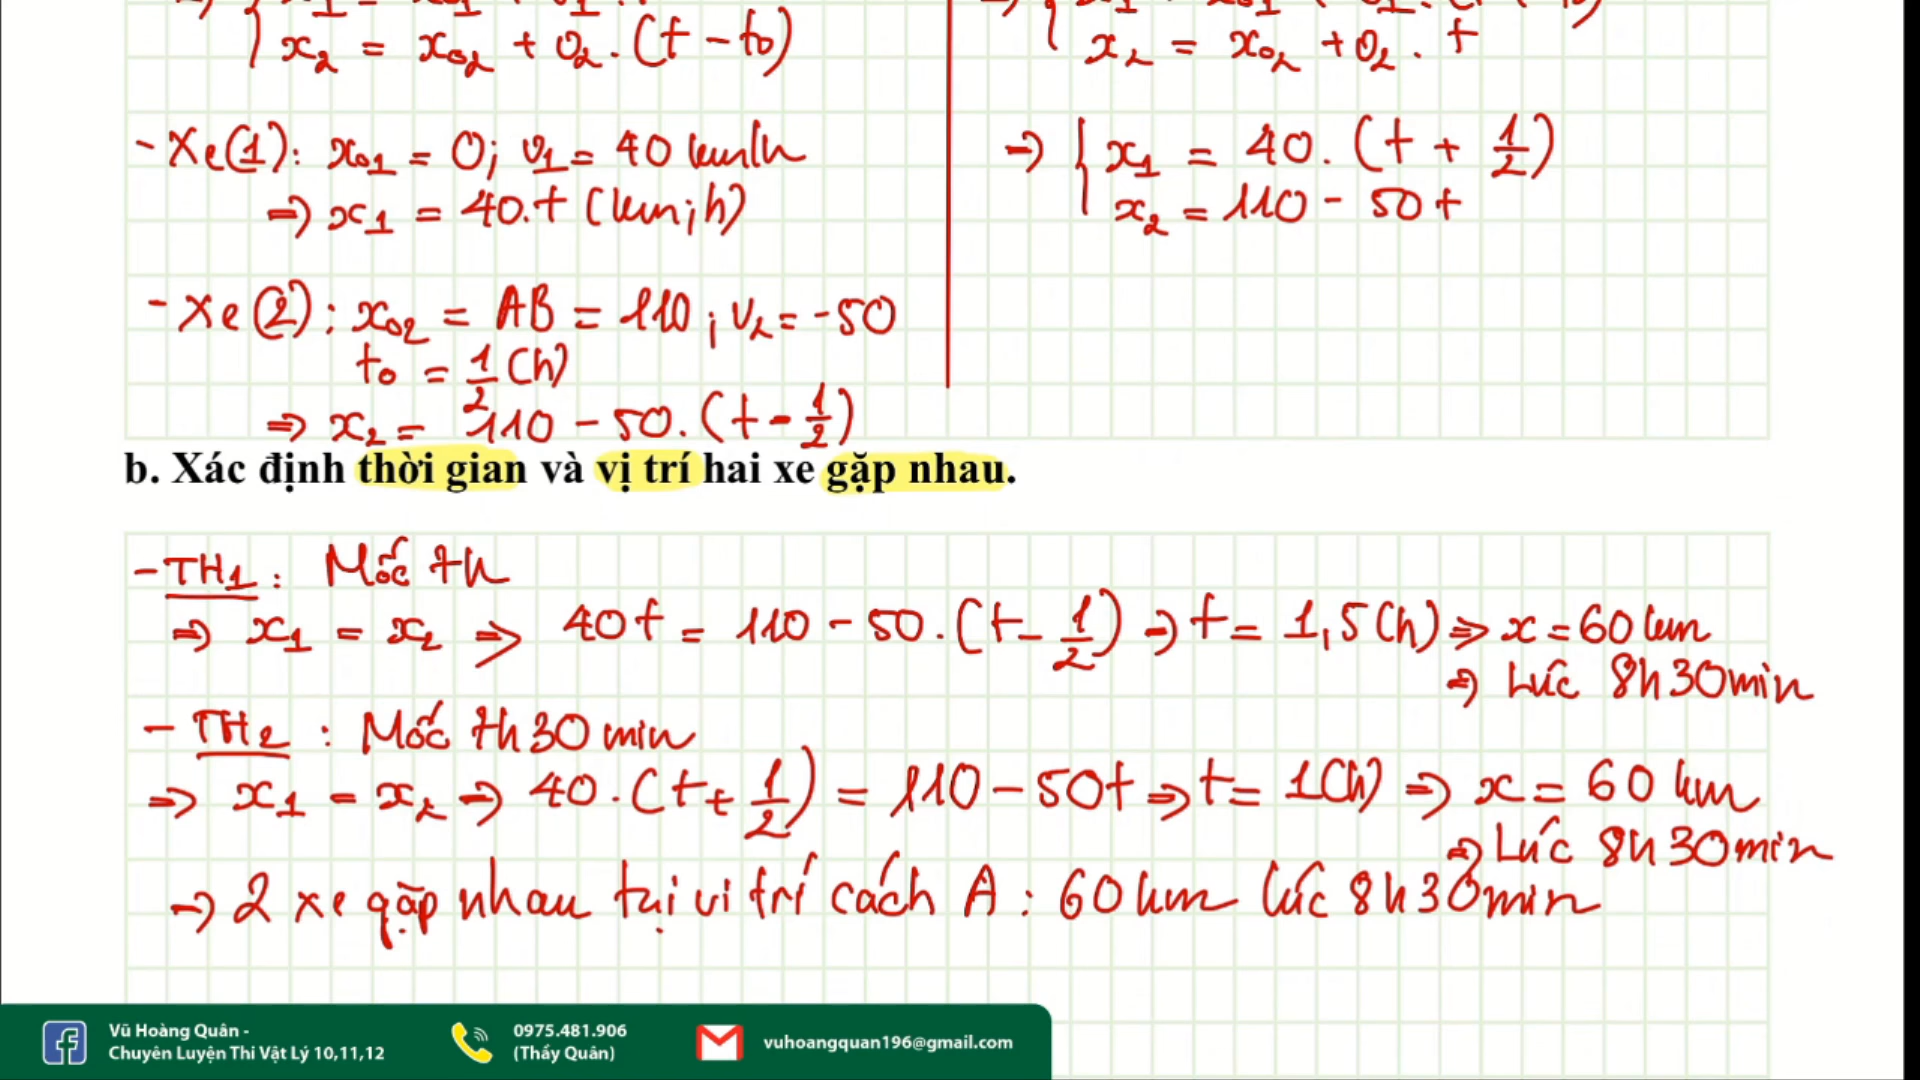 x₂ = x₀₂ + v₂.(t - t₀)
x₂ = x₀₂ + v₂.t
- Xe(1): x₀₁ = 0; v₁ = 40 km/h
⇒ x₁ = 40.t (km;h)
⇒ { x₁ = 40.(t + 1/2)
x₂ = 110 - 50t
- Xe(2): x₀₂ = AB = 110; v₂ = -50
t₀ = 1/2 (h)
⇒ x₂ = 110 - 50.(t - 1/2)
b. Xác định thời gian và vị trí hai xe gặp nhau.
- TH1: Mốc 7h
⇒ x₁ = x₂ ⇒ 40t = 110 - 50.(t - 1/2) ⇒ t = 1,5(h) ⇒ x = 60 km
⇒ Lúc 8h30min
- TH2: Mốc 7h30min
⇒ x₁ = x₂ ⇒ 40.(t + 1/2) = 110 - 50t ⇒ t = 1(h) ⇒ x = 60 km
⇒ Lúc 8h30min
⇒ 2 xe gặp nhau tại vị trí cách A: 60 km lúc 8h30min
Vũ Hoàng Quân -
Chuyên Luyện Thi Vật Lý 10,11,12
0975.481.906
(Thầy Quân)
vuhoangquan196@gmail.com